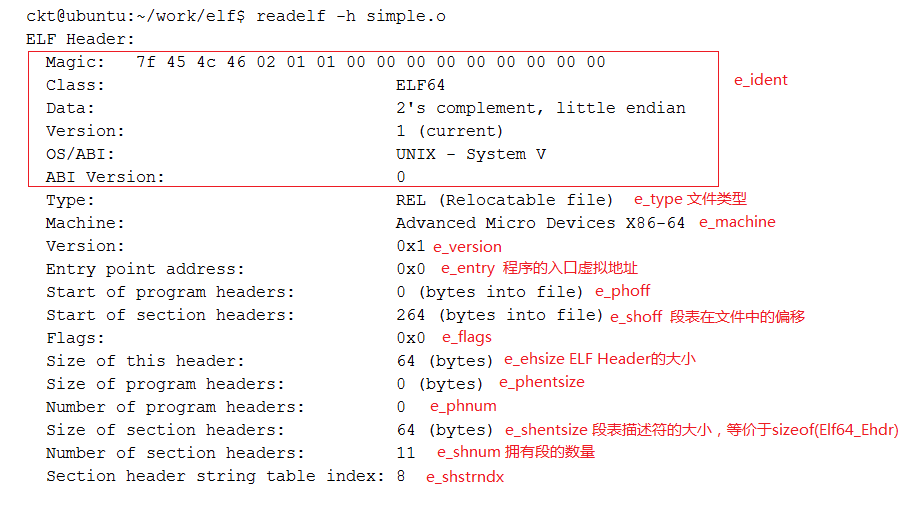 ckt@ubuntu:~/work/elf$ readelf -h simple.o
ELF Header:
Magic: 7f 45 4c 46 02 01 01 00 00 00 00 00 00 00 00 00
Class: ELF64 e_ident
Data: 2's complement, little endian
Version: 1 (current)
OS/ABI: UNIX - System V
ABI Version: 0
Type: REL (Relocatable file) e_type 文件类型
Machine: Advanced Micro Devices X86-64 e_machine
Version: 0x1 e_version
Entry point address: 0x0 e_entry 程序的入口虚拟地址
Start of program headers: 0 (bytes into file) e_phoff
Start of section headers: 264 (bytes into file) e_shoff 段表在文件中的偏移
Flags: 0x0 e_flags
Size of this header: 64 (bytes) e_ehsize ELF Header的大小
Size of program headers: 0 (bytes) e_phentsize
Number of program headers: 0 e_phnum
Size of section headers: 64 (bytes) e_shentsize 段表描述符的大小，等价于sizeof(Elf64_Ehdr)
Number of section headers: 11 e_shnum 拥有段的数量
Section header string table index: 8 e_shstrndx